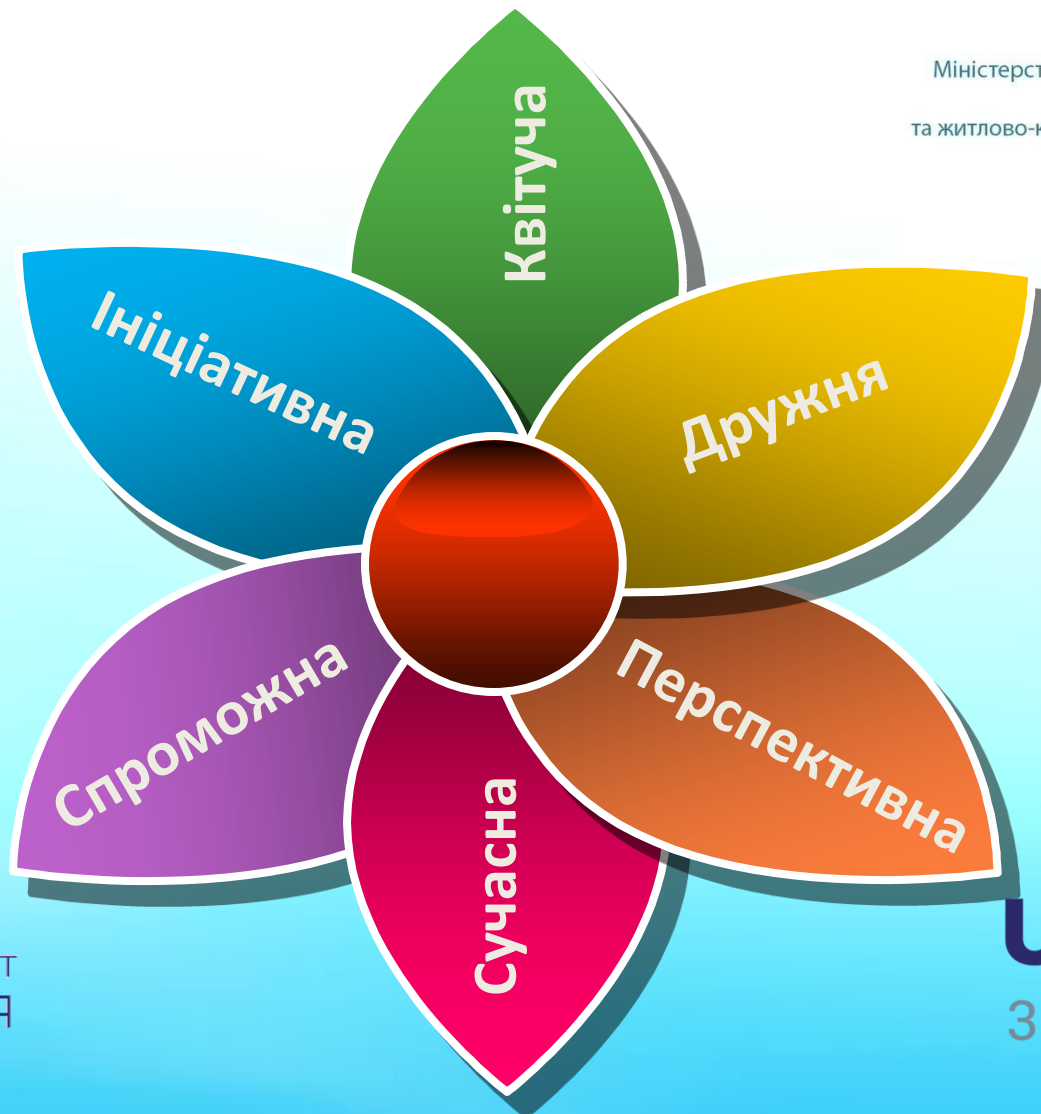 Міністерст
та житлово-к
Квітуча
Ініціативна
Дружня
Спроможна
Перспективна
Сучасна
Т
Я
U
З